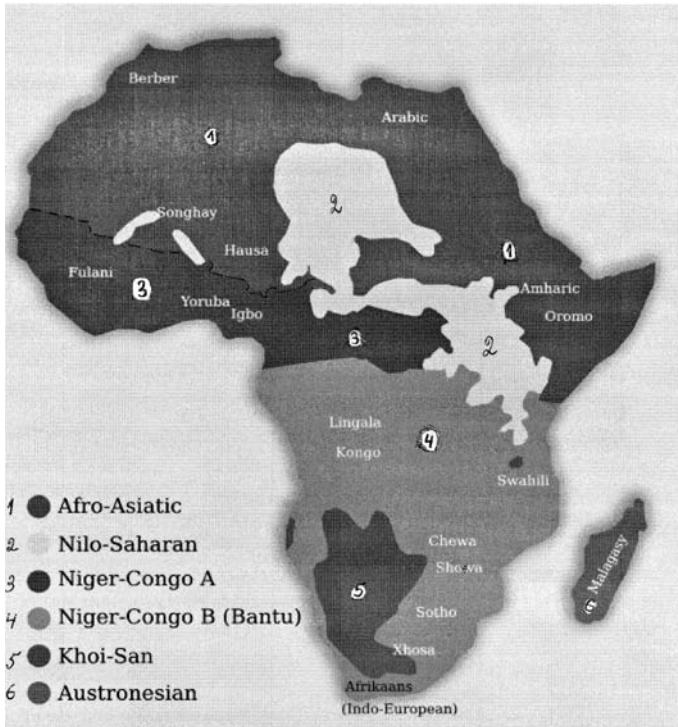 Berber
Arabic
1
2
Songhay
Hausa
1
Fulani
3
Amharic
Yoruba
Igbo
Oromo
3
2
Lingala
4
Kongo
Swahili
1 Afro-Asiatic
2 Nilo-Saharan
Chewa
Malagasy
3 Niger-Congo A
Shona
5
6
4 Niger-Congo B (Bantu)
Sotho
5 Khoi-San
Xhosa
6 Austronesian
Afrikaans
(Indo-European)